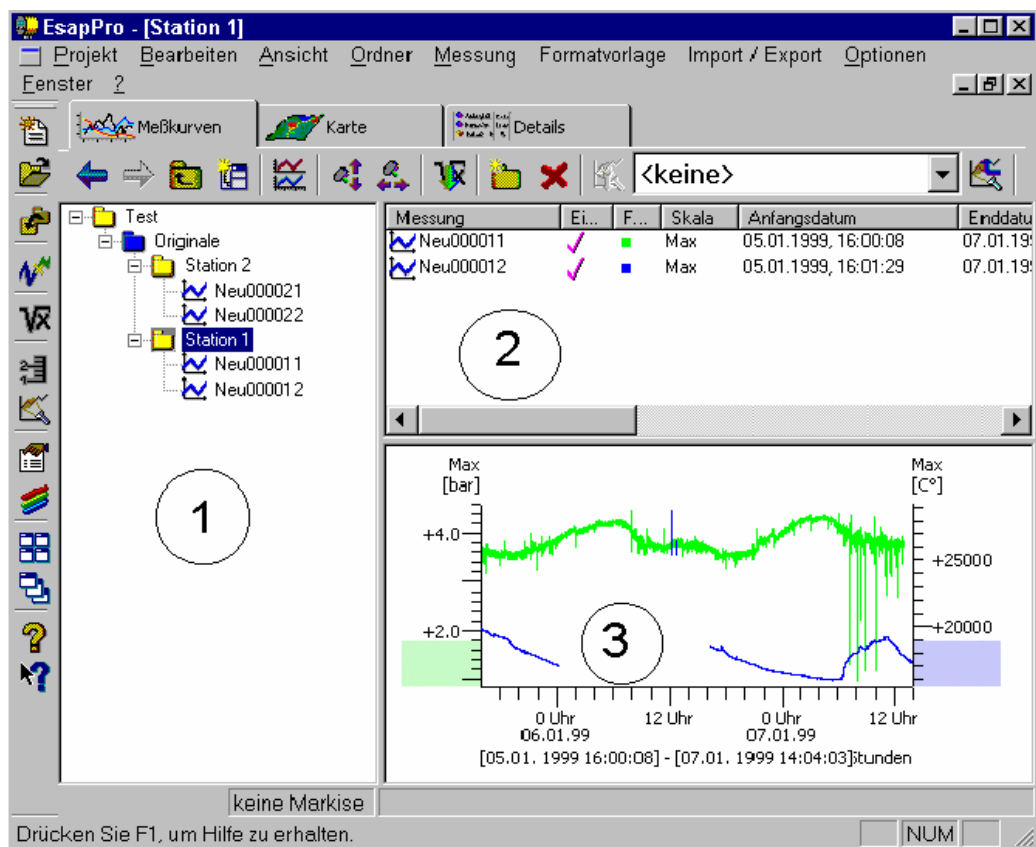 EsapPro - [Station 1]
Projekt Bearbeiten Ansicht Ordner Messung Formatvorlage Import / Export Optionen
Fenster ?
Meßkurven Karte Details
<keine>
Test
Originale
Station 2
Neu000021
Neu000022
Station 1
Neu000011
Neu000012
1
Messung Ei... F... Skala Anfangsdatum Enddatu
Neu000011 Max 05.01.1999, 16:00:08 07.01.199
Neu000012 Max 05.01.1999, 16:01:29 07.01.199
2
Max Max
[bar] [C°]
+4.0
+25000
+2.0 +20000
3
0 Uhr 12 Uhr 0 Uhr 12 Uhr
06.01.99 07.01.99
[05.01. 1999 16:00:08] - [07.01. 1999 14:04:03]Stunden
keine Markise
Drücken Sie F1, um Hilfe zu erhalten. NUM